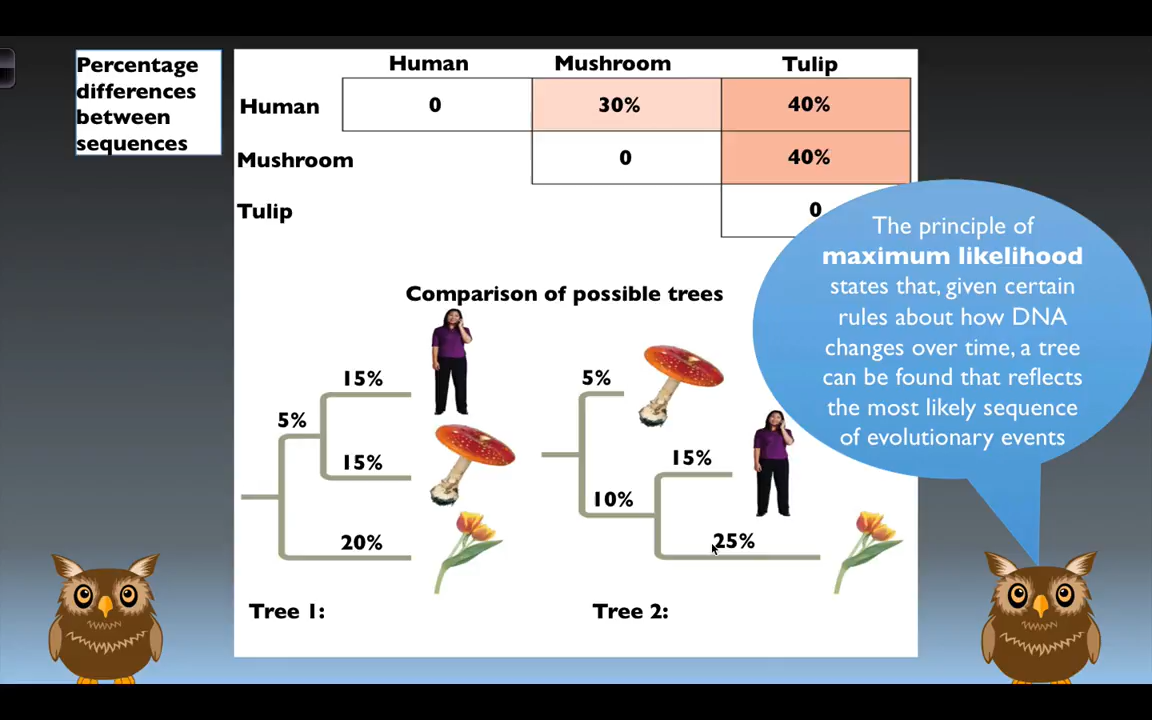 Percentage
differences
between
sequences
Human Mushroom Tulip
Human 0 30% 40%
Mushroom 0 40%
Tulip 0
Comparison of possible trees
15%
5%
15%
20%
Tree 1:
5%
15%
10%
25%
Tree 2:
The principle of
maximum likelihood
states that, given certain
rules about how DNA
changes over time, a tree
can be found that reflects
the most likely sequence
of evolutionary events